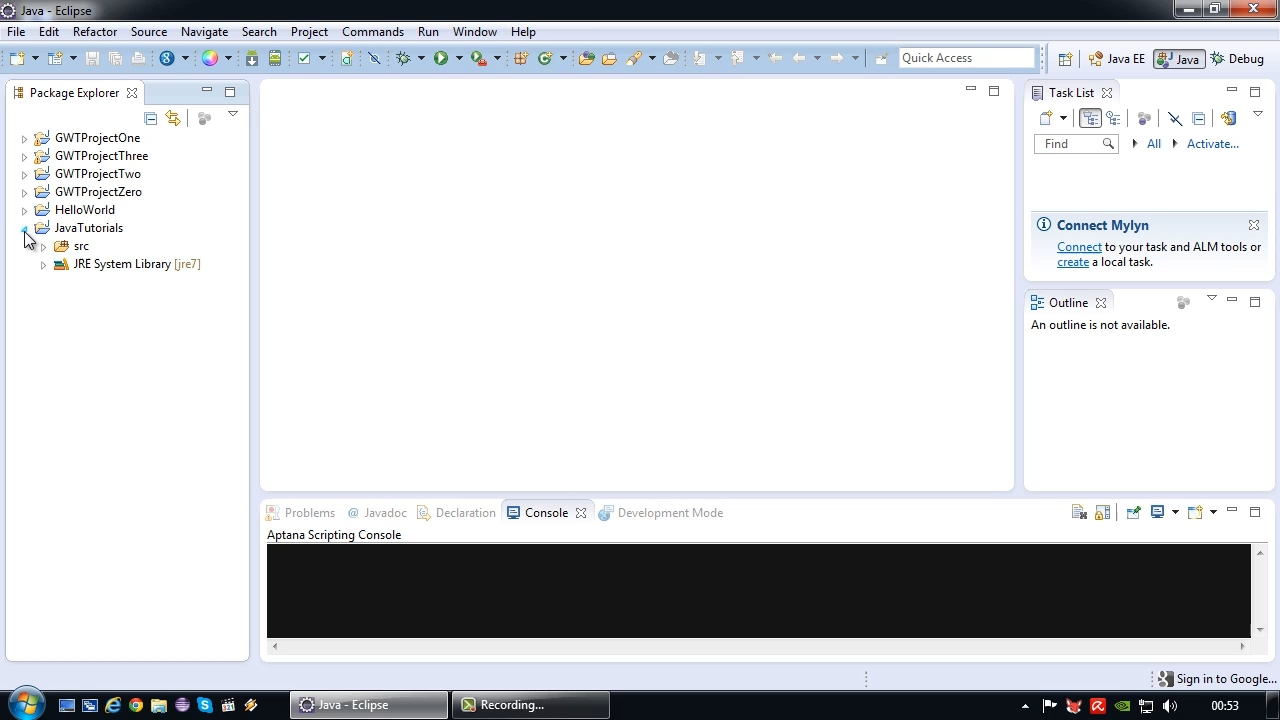 Java - Eclipse
File Edit Refactor Source Navigate Search Project Commands Run Window Help
Quick Access
Java EE Java Debug
Package Explorer
GWTProjectOne
GWTProjectThree
GWTProjectTwo
GWTProjectZero
HelloWorld
JavaTutorials
src
JRE System Library [jre7]
Task List
Find All Activate...
Connect Mylyn
Connect to your task and ALM tools or
create a local task.
Outline
An outline is not available.
Problems @ Javadoc Declaration Console Development Mode
Aptana Scripting Console
Sign in to Google...
Java - Eclipse Recording... 00:53